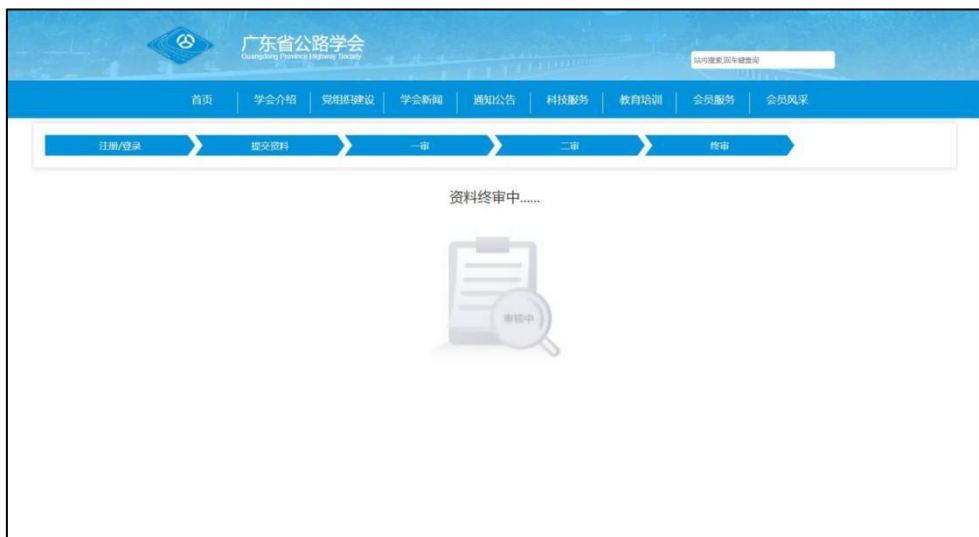 广东省公路学会
Guangdong Province Highway Society
站内搜索,回车键查询
首页
学会介绍
党组织建设
学会新闻
通知公告
科技服务
教育培训
会员服务
会员风采
注册/登录
提交资料
一审
二审
终审
资料终审中......
审核中